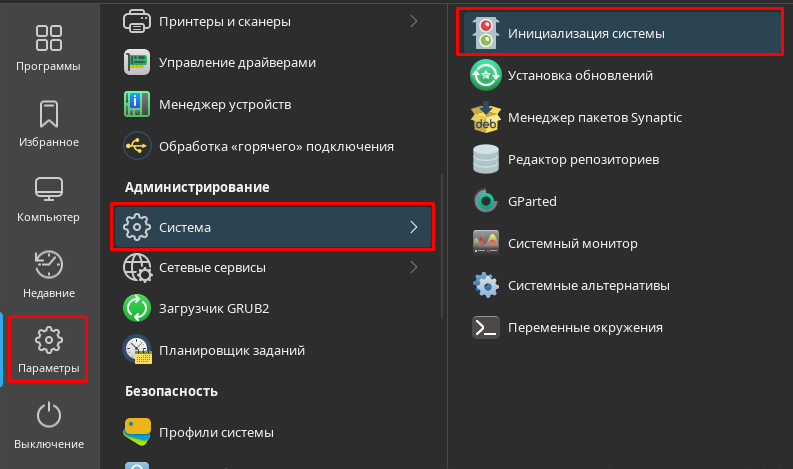 Программы
Избранное
Компьютер
Недавние
Параметры
Выключение
Принтеры и сканеры
Управление драйверами
Менеджер устройств
Обработка «горячего» подключения
Администрирование
Система
Сетевые сервисы
Загрузчик GRUB2
Планировщик заданий
Безопасность
Профили системы
Инициализация системы
Установка обновлений
deb
Менеджер пакетов Synaptic
Редактор репозиториев
GParted
Системный монитор
Системные альтернативы
Переменные окружения